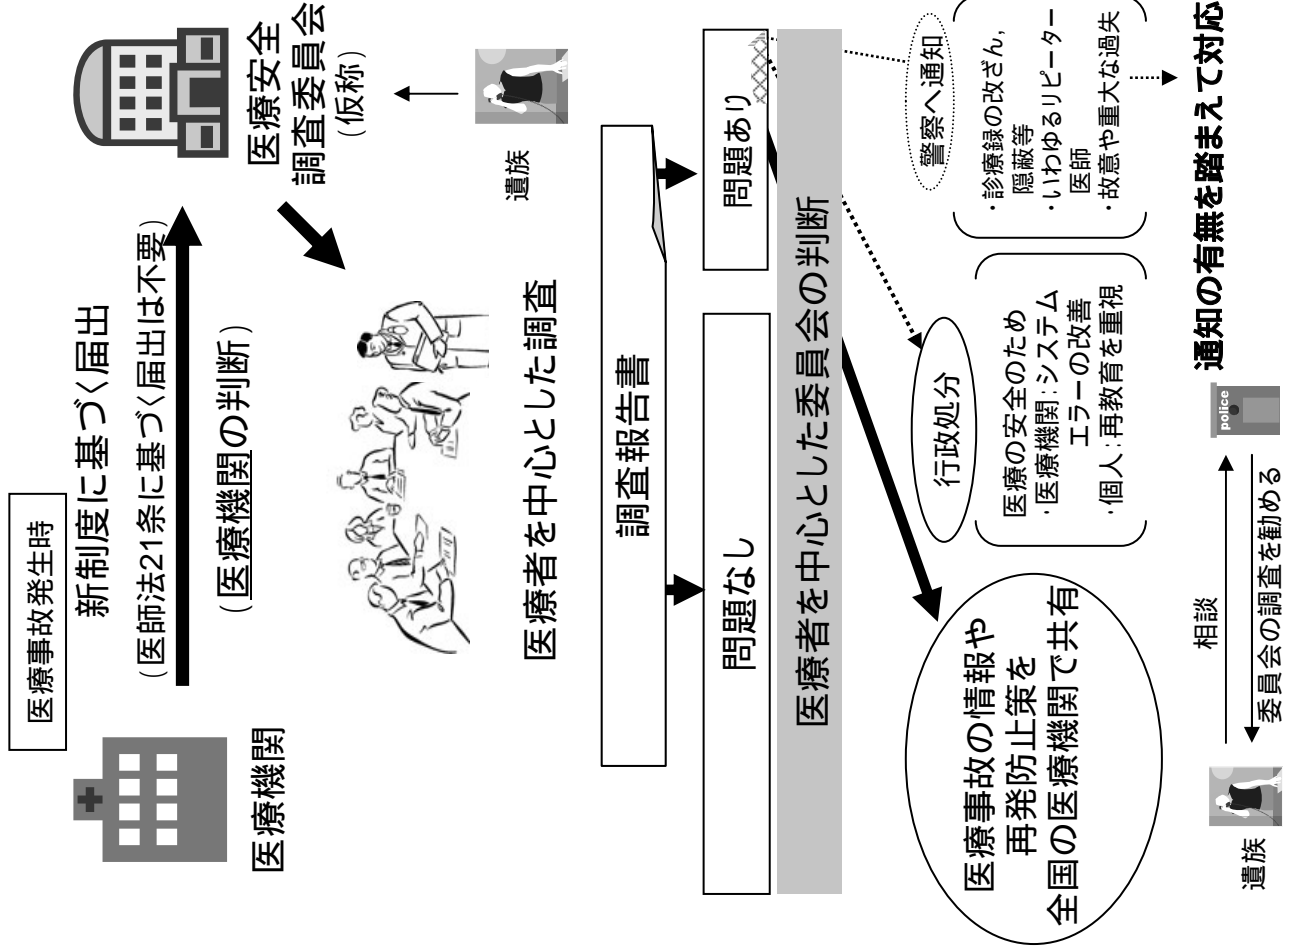 医療事故発生時
新制度に基づく届出
(医師法21条に基づく届出は不要)
(医療機関の判断)
医療機関
医療安全
調査委員会
(仮称)
遺族
医療者を中心とした調査
調査報告書
問題なし
問題あり
医療者を中心とした委員会の判断
医療事故の情報や
再発防止策を
全国の医療機関で共有
行政処分
医療の安全のため
・医療機関:システム
エラーの改善
・個人:再教育を重視
警察へ通知
・診療録の改ざん,
隠蔽等
・いわゆるリピーター
医師
・故意や重大な過失
遺族
相談
委員会の調査を勧める
police
通知の有無を踏まえて対応